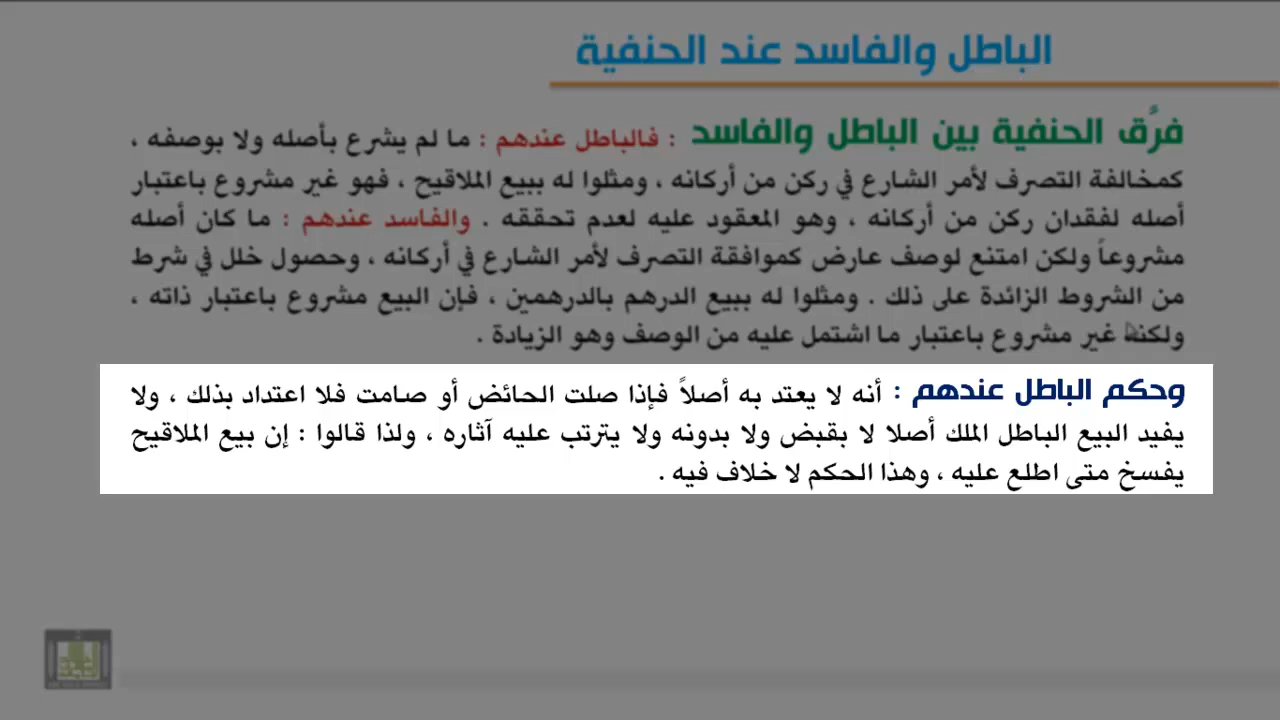 الباطل والفاسد عند الحنفية
فرَّق الحنفية بين الباطل والفاسد : فالباطل عندهم : ما لم يشرع بأصله ولا بوصفه ،
كمخالفة التصرف لأمر الشارع في ركن من أركانه ، ومثلوا له ببيع الملاقيح ، فهو غير مشروع باعتبار
أصله لفقدان ركن من أركانه ، وهو المعقود عليه لعدم تحققه . والفاسد عندهم : ما كان أصله
مشروعاً ولكن امتنع لوصف عارض كموافقة التصرف لأمر الشارع في أركانه ، وحصول خلل في شرط
من الشروط الزائدة على ذلك . ومثلوا له ببيع الدرهم بالدرهمين ، فإن البيع مشروع باعتبار ذاته ،
ولكنه غير مشروع باعتبار ما اشتمل عليه من الوصف وهو الزيادة .
وحكم الباطل عندهم : أنه لا يعتد به أصلاً فإذا صلت الحائض أو صامت فلا اعتداد بذلك ، ولا
يفيد البيع الباطل الملك أصلا لا بقبض ولا بدونه ولا يترتب عليه آثاره ، ولذا قالوا : إن بيع الملاقيح
يفسخ متى اطلع عليه ، وهذا الحكم لا خلاف فيه .